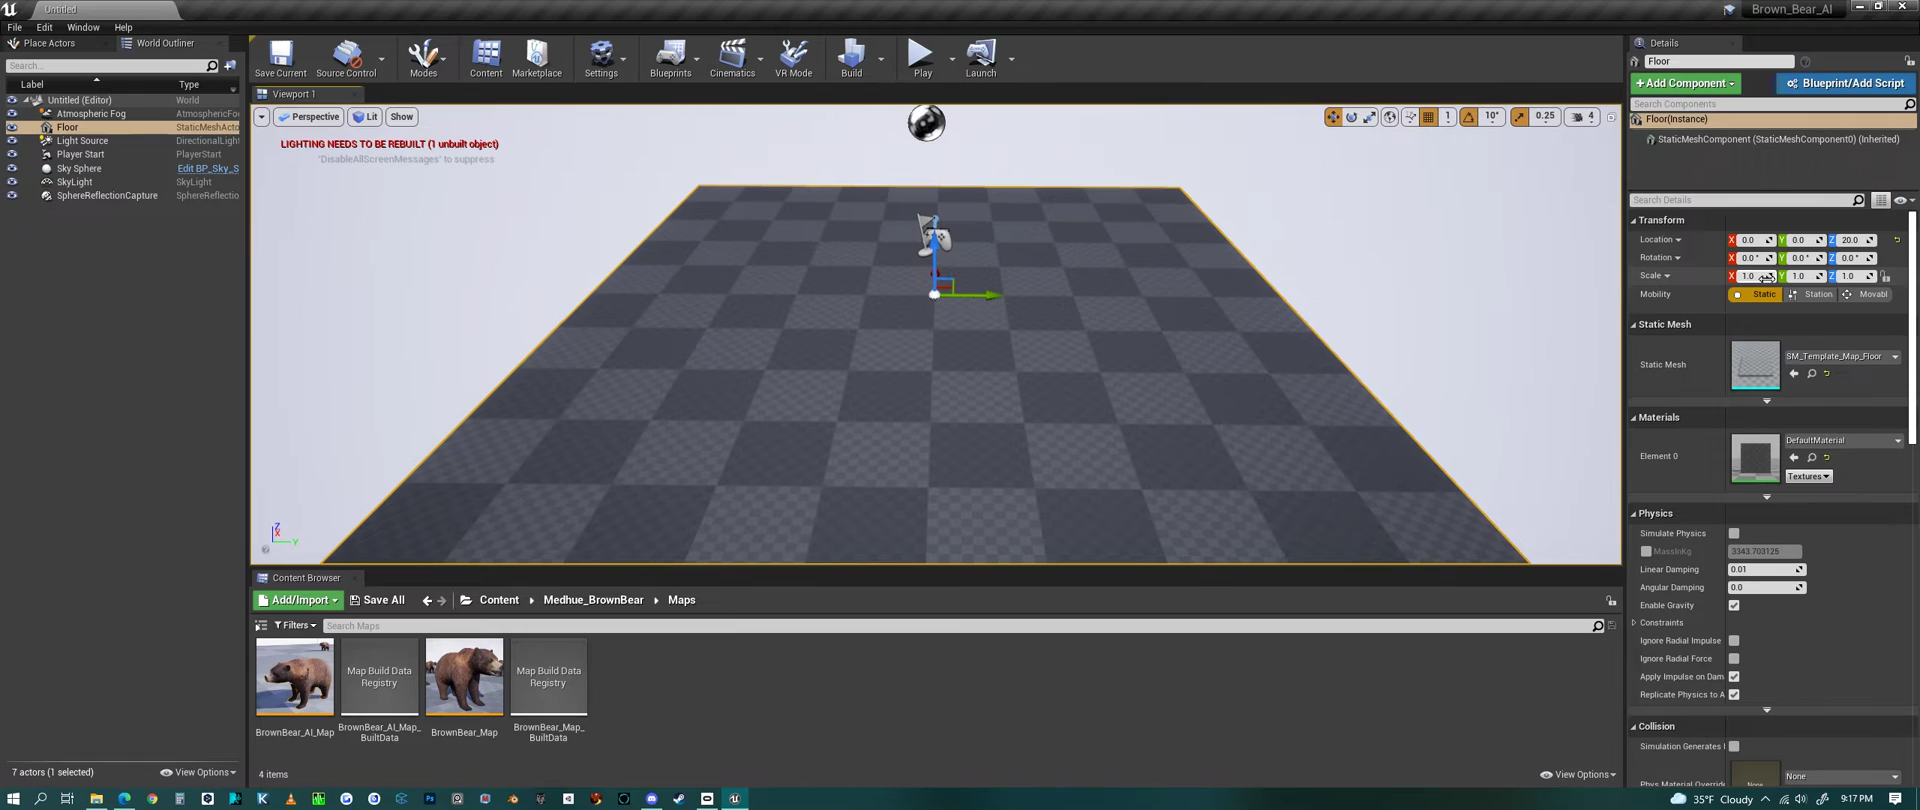 Untitled
Brown_Bear_AI
File Edit Window Help
Place Actors
World Outliner
Search...
Label Type
Untitled (Editor) World
Atmospheric Fog AtmosphericFo
Floor StaticMeshActo
Light Source DirectionalLigh
Player Start PlayerStart
Sky Sphere Edit BP_Sky_S
SkyLight SkyLight
SphereReflectionCapture SphereReflectio
7 actors (1 selected)
View Options
Save Current Source Control Modes Content Marketplace Settings Blueprints Cinematics VR Mode Build Play Launch
Viewport 1
Perspective Lit Show
1 10° 0.25 4
LIGHTING NEEDS TO BE REBUILT (1 unbuilt object)
'DisableAllScreenMessages' to suppress
Z
X
Y
Content Browser
Add/Import Save All Content Medhue_BrownBear Maps
Filters Search Maps
Map Build Data Registry
Map Build Data Registry
BrownBear_AI_Map
BrownBear_AI_Map_BuiltData
BrownBear_Map
BrownBear_Map_BuiltData
4 items
View Options
Details
Floor
+ Add Component
Blueprint/Add Script
Search Components
Floor(Instance)
StaticMeshComponent (StaticMeshComponent0) (Inherited)
Search Details
Transform
Location X 0.0 Y 0.0 Z 20.0
Rotation X 0.0 ° Y 0.0 ° Z 0.0 °
Scale X 1.0 Y 1.0 Z 1.0
Mobility Static Station Movabl
Static Mesh
Static Mesh SM_Template_Map_Floor
Materials
Element 0 DefaultMaterial
Textures
Physics
Simulate Physics
MassInKg 3343.703125
Linear Damping 0.01
Angular Damping 0.0
Enable Gravity
Constraints
Ignore Radial Impulse
Ignore Radial Force
Apply Impulse on Dam
Replicate Physics to A
Collision
Simulation Generates
Phys Material Overrid None
None
35°F Cloudy
9:17 PM